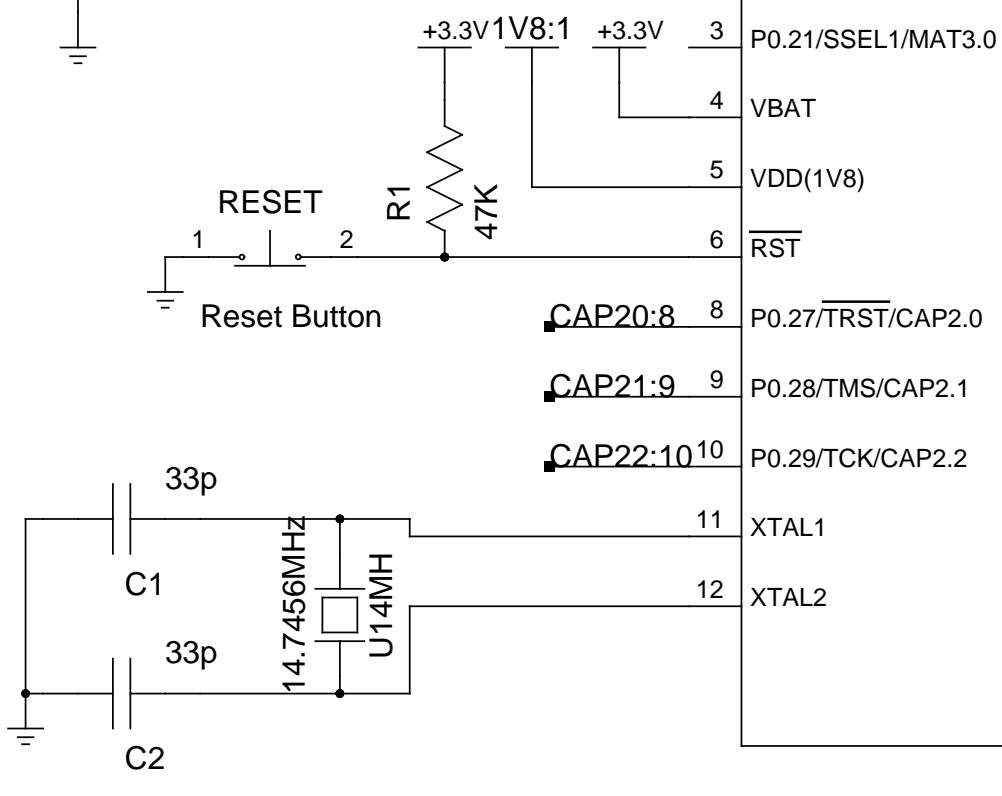 +3.3V 1V8:1 +3.3V 3 P0.21/SSEL1/MAT3.0
4 VBAT
5 VDD(1V8)
R1 47K
RESET
1 2 6 RST
Reset Button
CAP20:8 8 P0.27/TRST/CAP2.0
CAP21:9 9 P0.28/TMS/CAP2.1
CAP22:10 10 P0.29/TCK/CAP2.2
33p
11 XTAL1
C1
14.7456MHz
U14MH
12 XTAL2
33p
C2